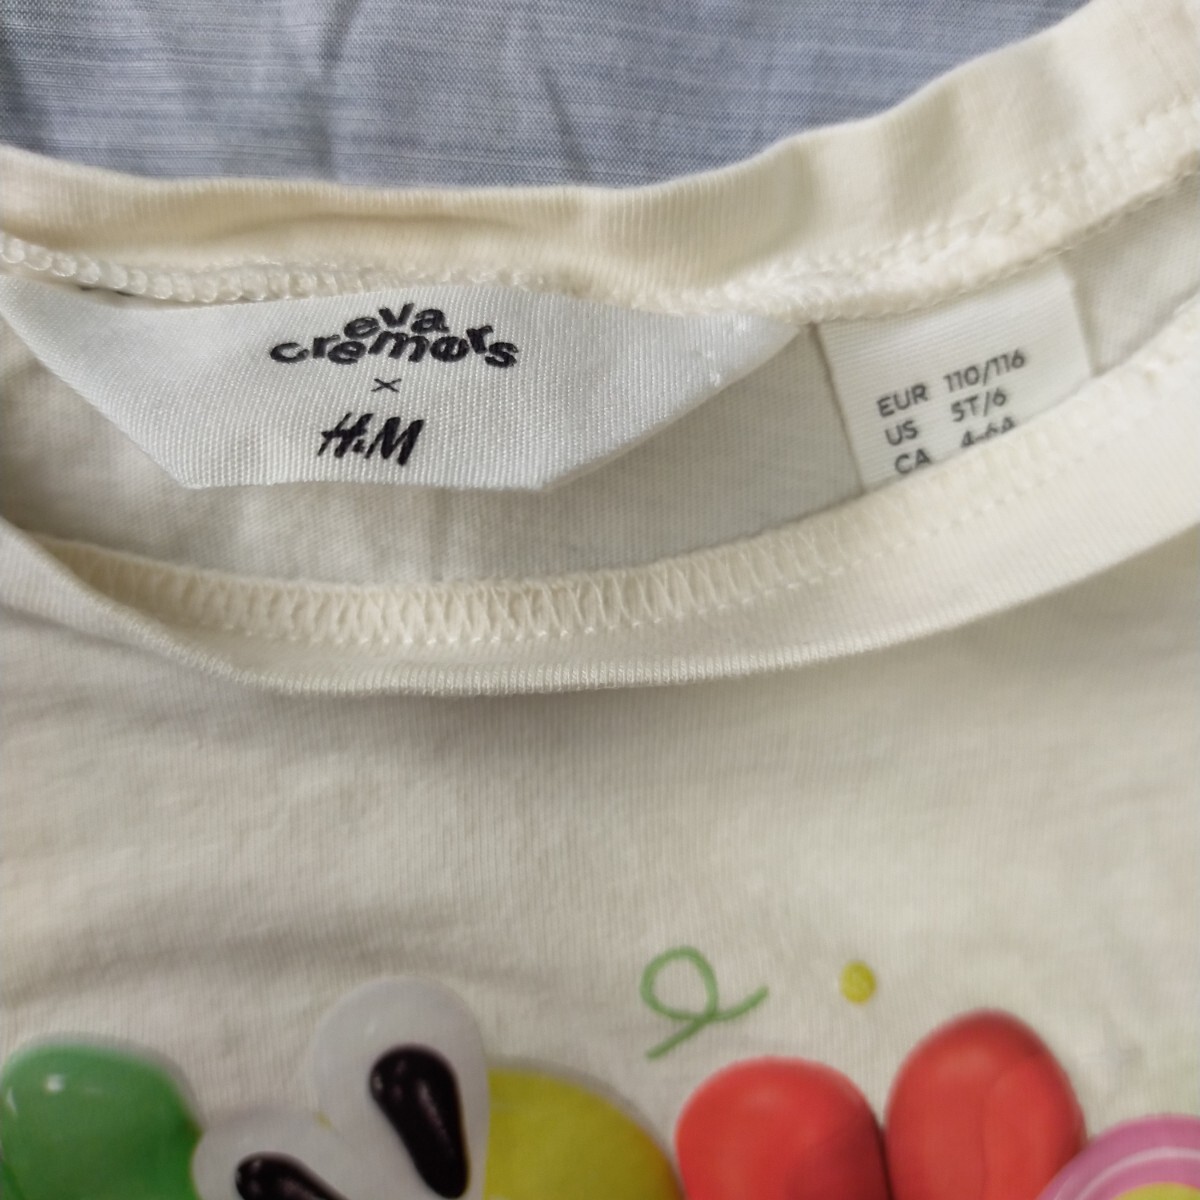 eva
cremers
×
H&M
EUR 110/116
US 5T/6
CA 4-6A